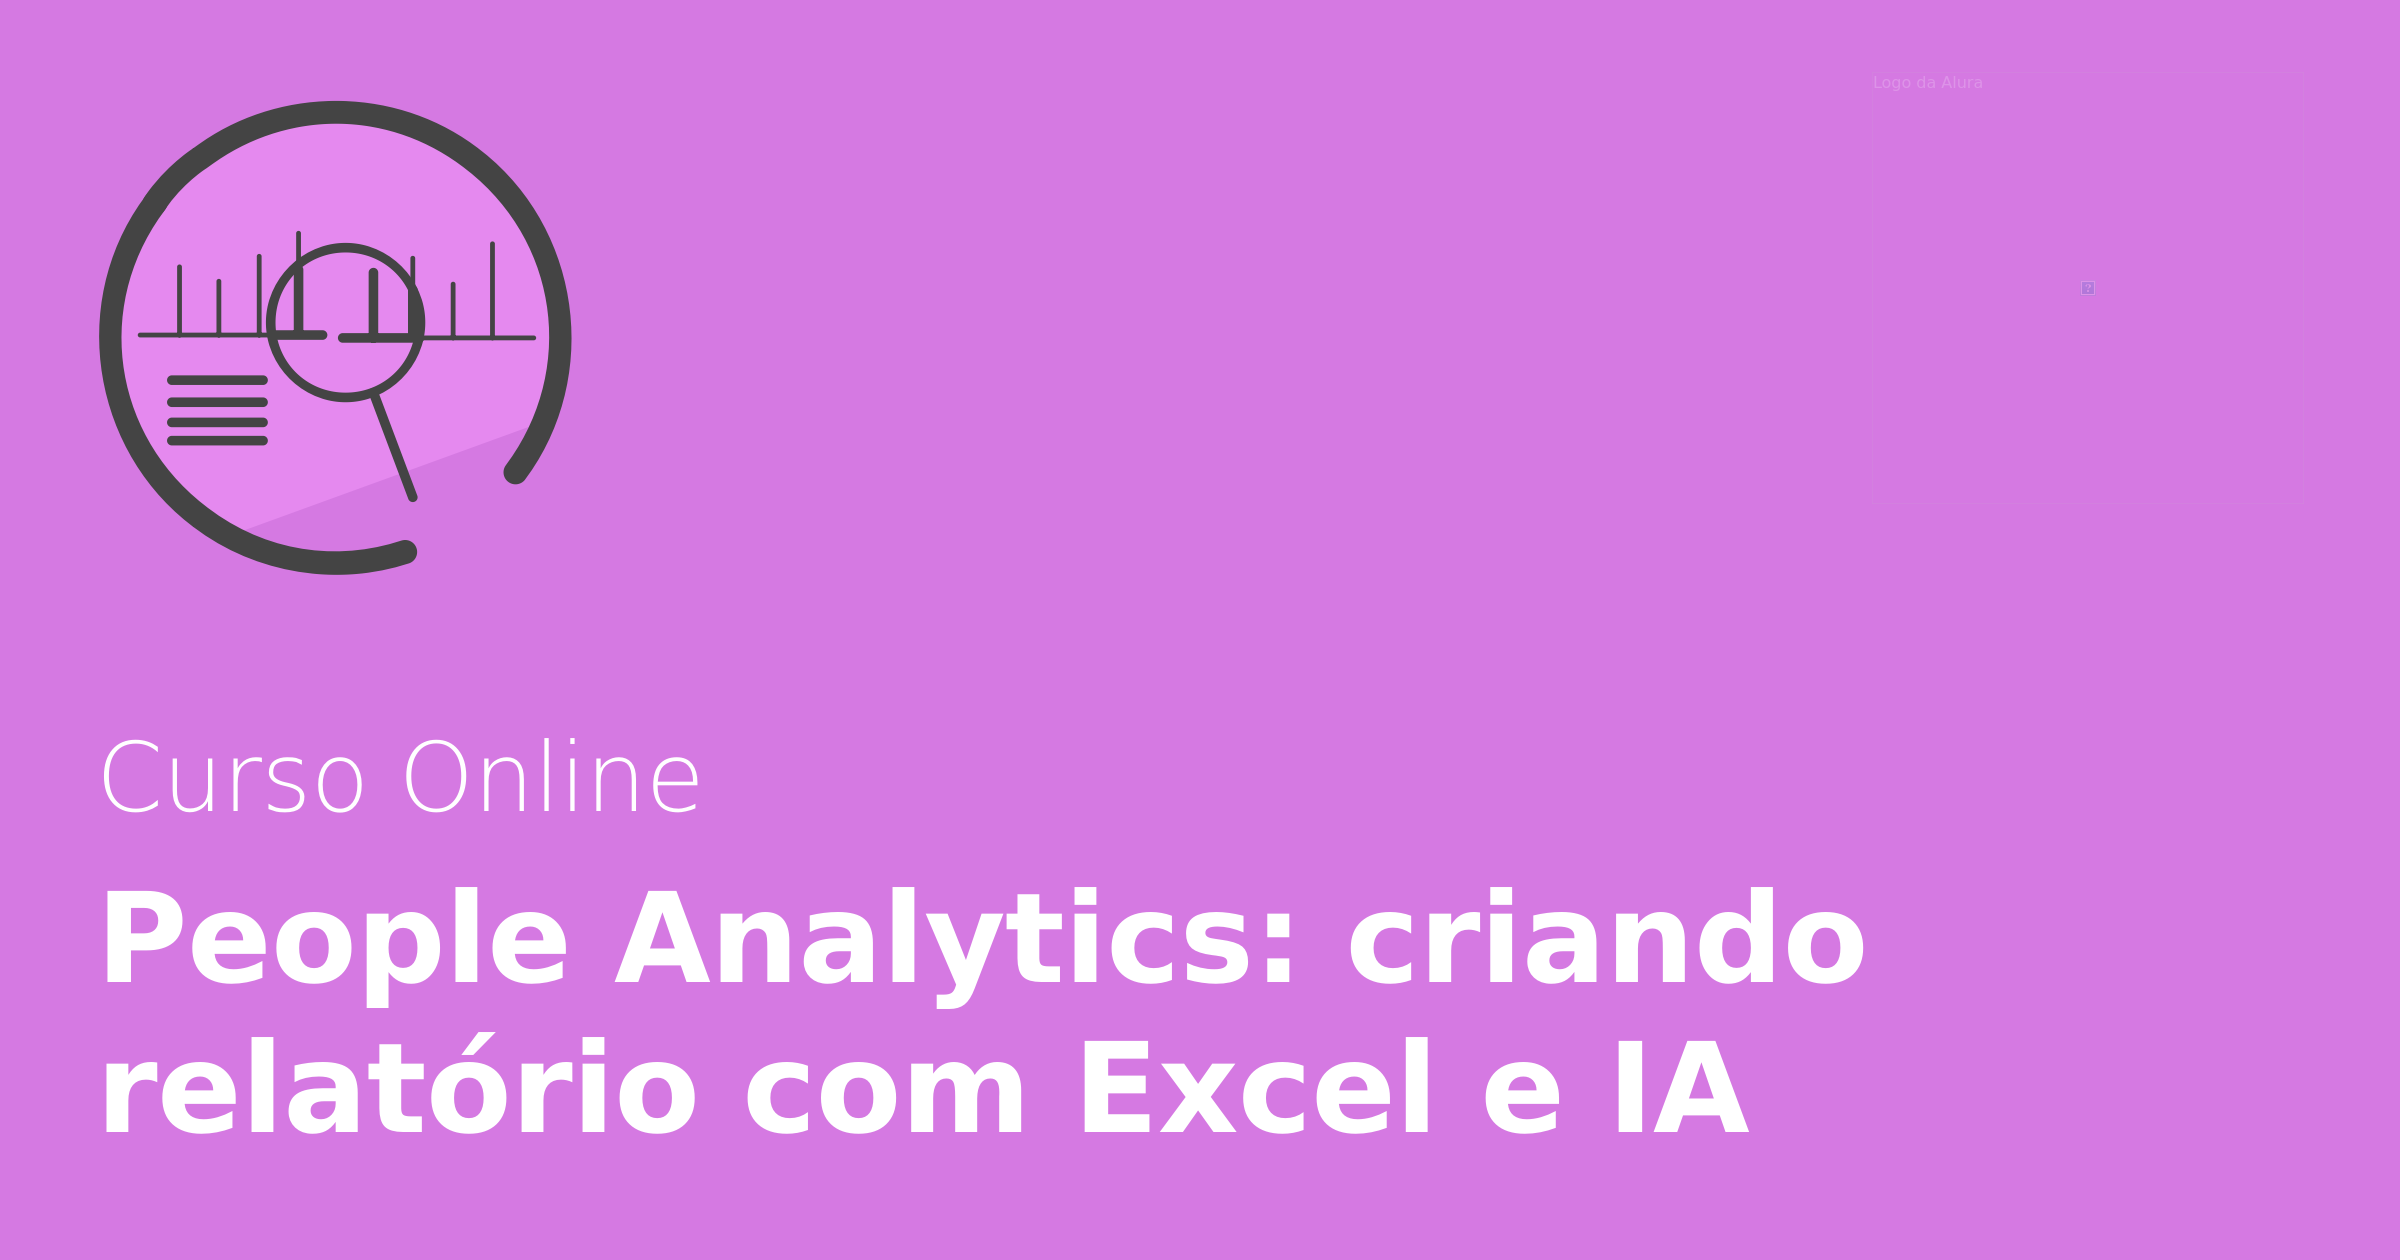 Logo da Alura
Curso Online
People Analytics: criando
relatório com Excel e IA